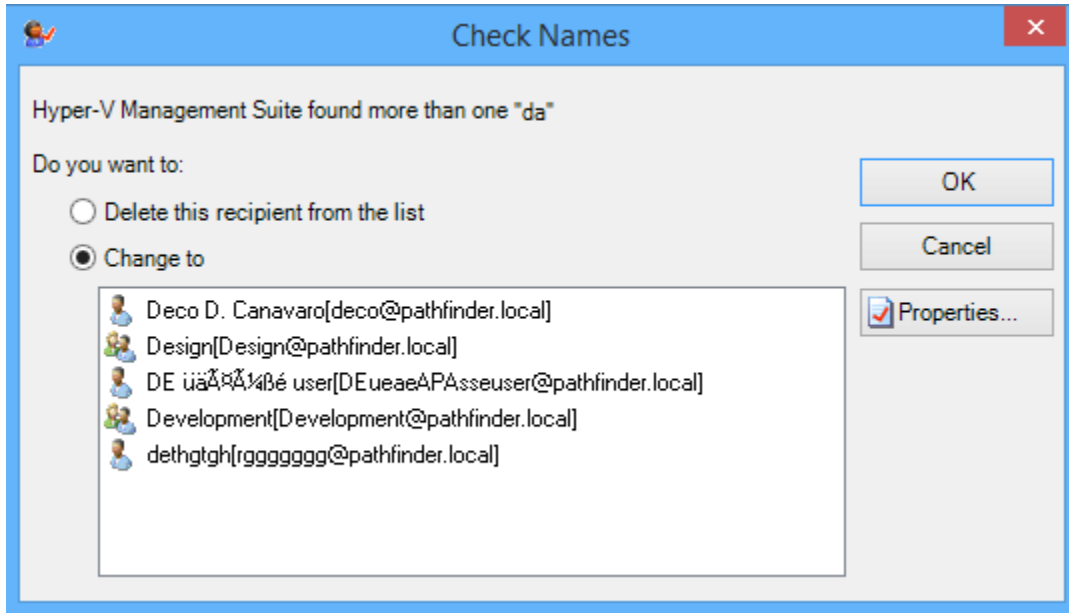 Check Names
Hyper-V Management Suite found more than one "da"
Do you want to:
Delete this recipient from the list
Change to
Deco D. Canavaro[deco@pathfinder.local]
Design[Design@pathfinder.local]
DE üäÃ¤Ã¼ßé user[DEueaeAPAsseuser@pathfinder.local]
Development[Development@pathfinder.local]
dethgtgh[rggggggg@pathfinder.local]
OK
Cancel
Properties...